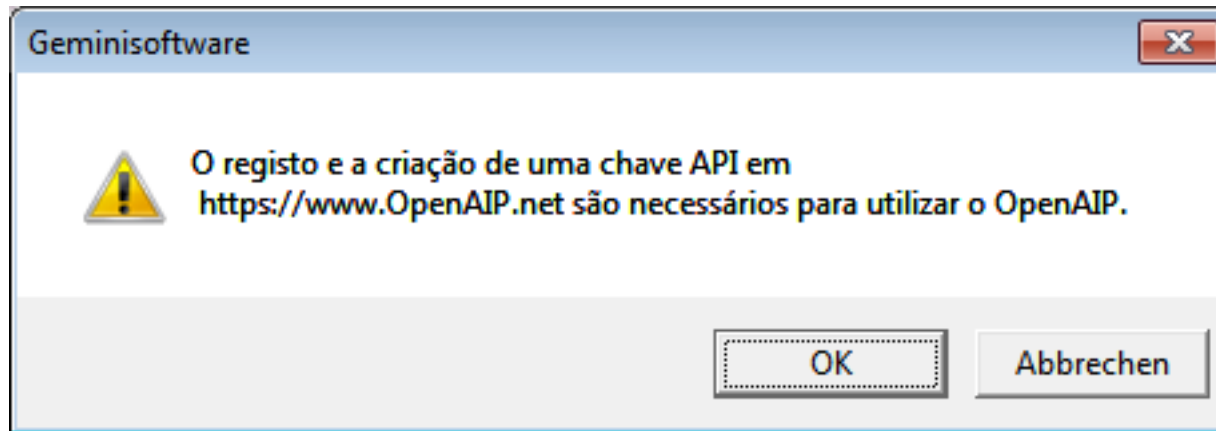 Geminisoftware
O registo e a criação de uma chave API em
https://www.OpenAIP.net são necessários para utilizar o OpenAIP.
OK
Abbrechen